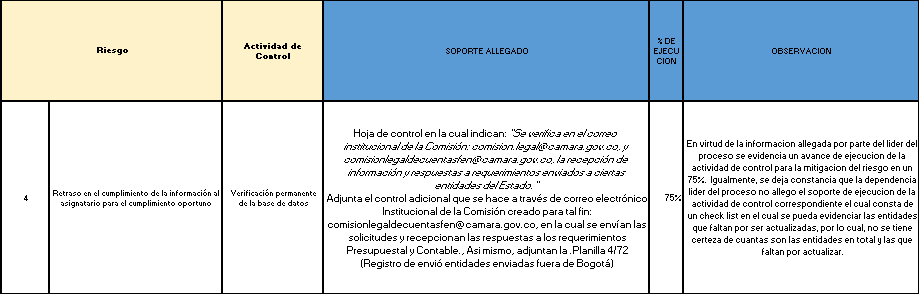 Riesgo
Actividad de
Control
SOPORTE ALLEGADO
% DE
EJECU
CION
OBSERVACION
4
Retraso en el cumplimiento de la información al
asignatario para el cumplimiento oportuno
Verificación permanente
de la base de datos
Hoja de control en la cual indican: "Se verifica en el correo
institucional de la Comisión: comision.legal@camara.gov.co, y
comisionlegaldecuentasfen@camara.gov.co, la recepción de
información y respuestas a requerimientos enviados a ciertas
entidades del Estado. "
Adjunta el control adicional que se hace a través de correo electrónico
Institucional de la Comisión creado para tal fin:
comisionlegaldecuentasfen@camara.gov.co, en la cual se envían las
solicitudes y recepcionan las respuestas a los requerimientos
Presupuestal y Contable., Asi mismo, adjuntan la .Planilla 4/72
(Registro de envió entidades enviadas fuera de Bogotá)
75%
En virtud de la informacion allegada por parte del lider del
proceso se evidencia un avance de ejecucion de la
actividad de control para la mitigacion del riesgo en un
75%. Igualmente, se deja constancia que la dependencia
lider del proceso no allego el soporte de ejecucion de la
actividad de control correspondiente el cual consta de
un check list en el cual se pueda evidenciar las entidades
que faltan por ser actualizadas, por lo cual, no se tiene
certeza de cuantas son las entidades en total y las que
faltan por actualizar.